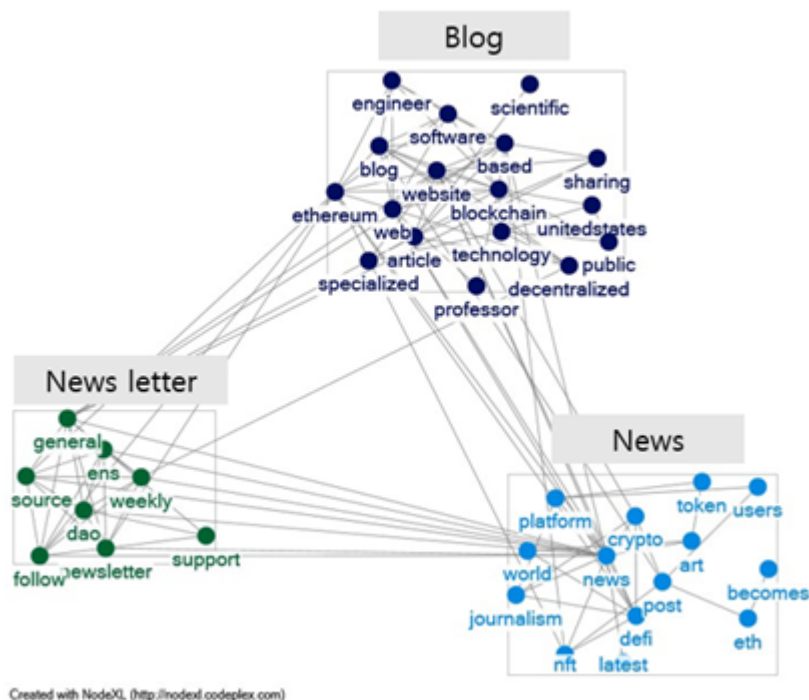 Blog
engineer
scientific
software
blog
based
sharing
website
ethereum
blockchain
unitedstates
web
article
technology
public
specialized
decentralized
professor
News letter
general
ens
source
weekly
dao
support
follow
newsletter
News
token
users
platform
crypto
art
world
news
becomes
journalism
post
defi
eth
nft
latest
Created with NodeXL (http://nodexl.codeplex.com)